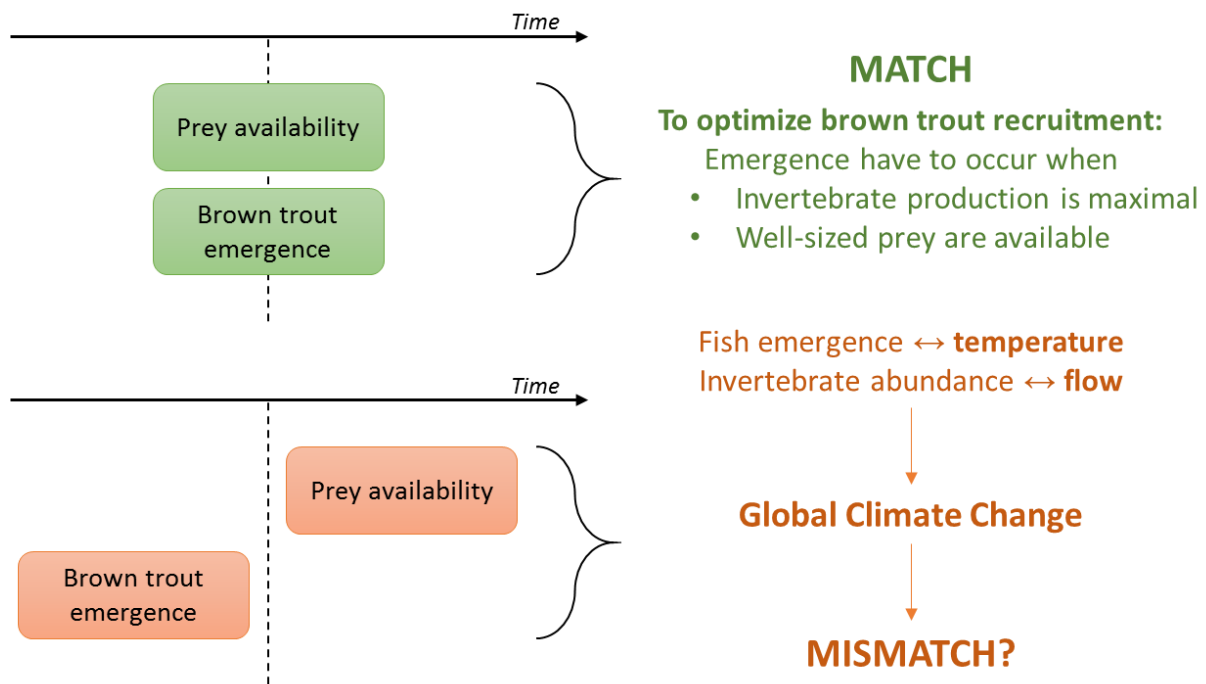 Time
Prey availability
Brown trout
emergence
MATCH
To optimize brown trout recruitment:
Emergence have to occur when
• Invertebrate production is maximal
• Well-sized prey are available
Fish emergence ↔ temperature
Invertebrate abundance ↔ flow
Time
Prey availability
Brown trout
emergence
Global Climate Change
MISMATCH?